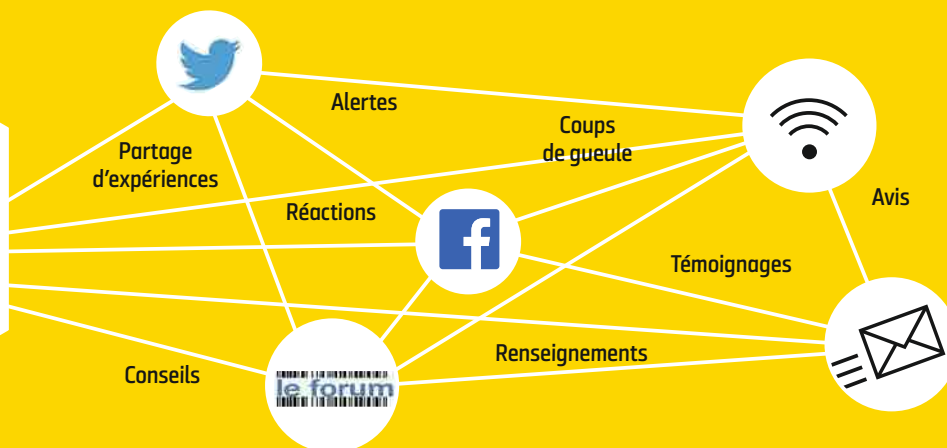 Alertes
Coups
de gueule
Partage
d'expériences
Avis
Réactions
Témoignages
Renseignements
Conseils
le forum